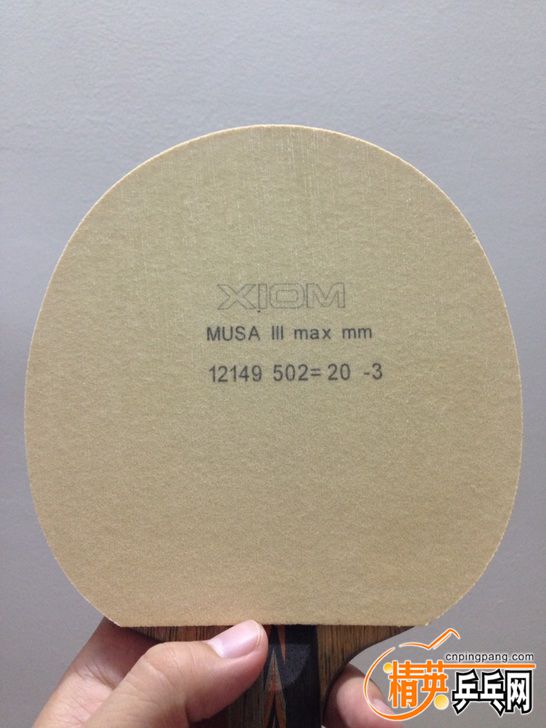 XIOM
MUSA III max mm
12149 502=20 -3
cnpingpang.com
精英乒乓网